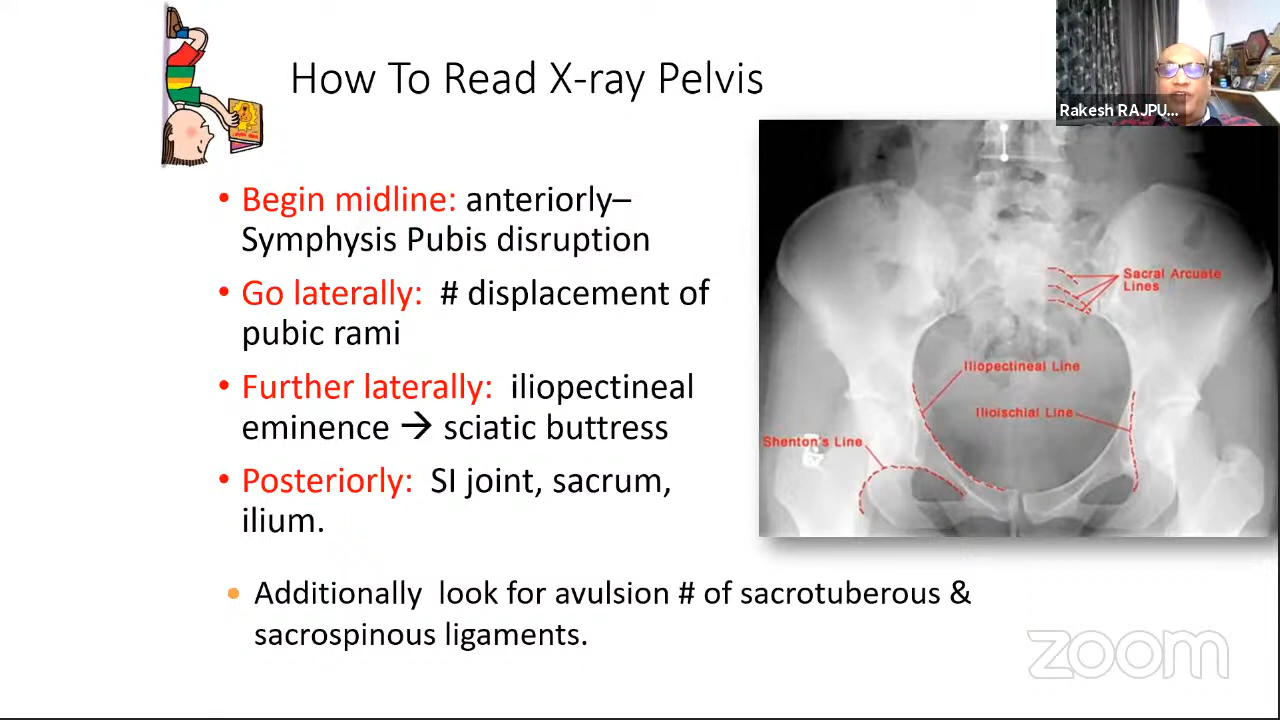 How To Read X-ray Pelvis
Rakesh RAJPU...
• Begin midline: anteriorly–
Symphysis Pubis disruption
• Go laterally: # displacement of
pubic rami
• Further laterally: iliopectineal
eminence → sciatic buttress
• Posteriorly: SI joint, sacrum,
ilium.
• Additionally look for avulsion # of sacrotuberous &
sacrospinous ligaments.
Sacral Arcuate
Lines
Iliopectineal Line
Ilioischial Line
Shenton's Line
zoom